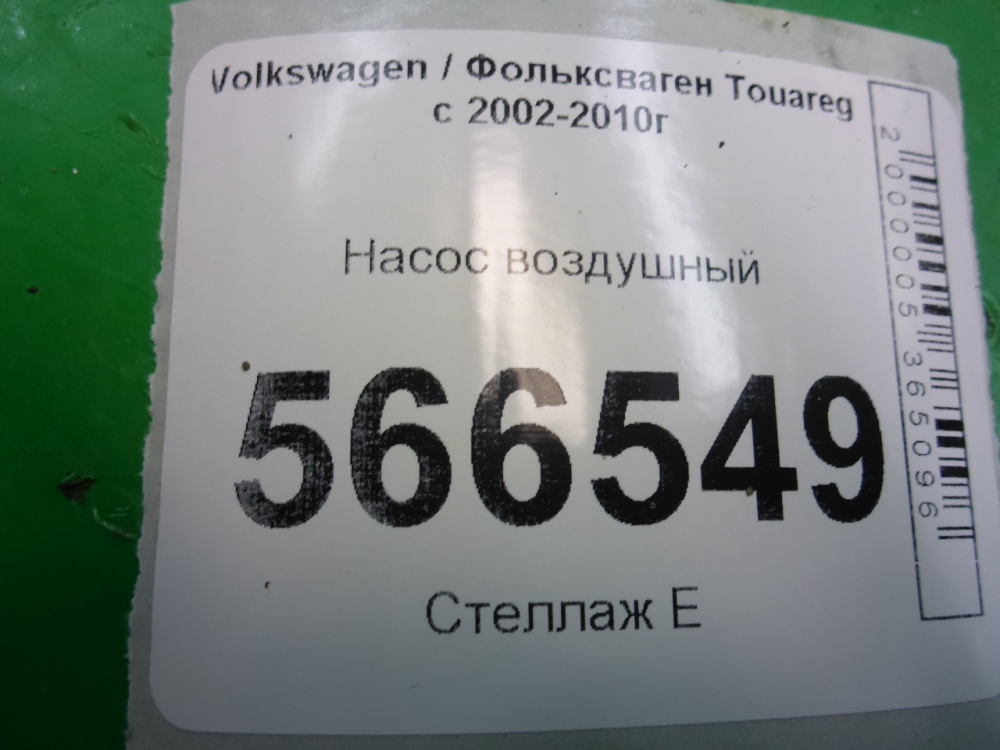 Volkswagen / Фольксваген Touareg
с 2002-2010г
Насос воздушный
566549
Стеллаж Е
2000005365096